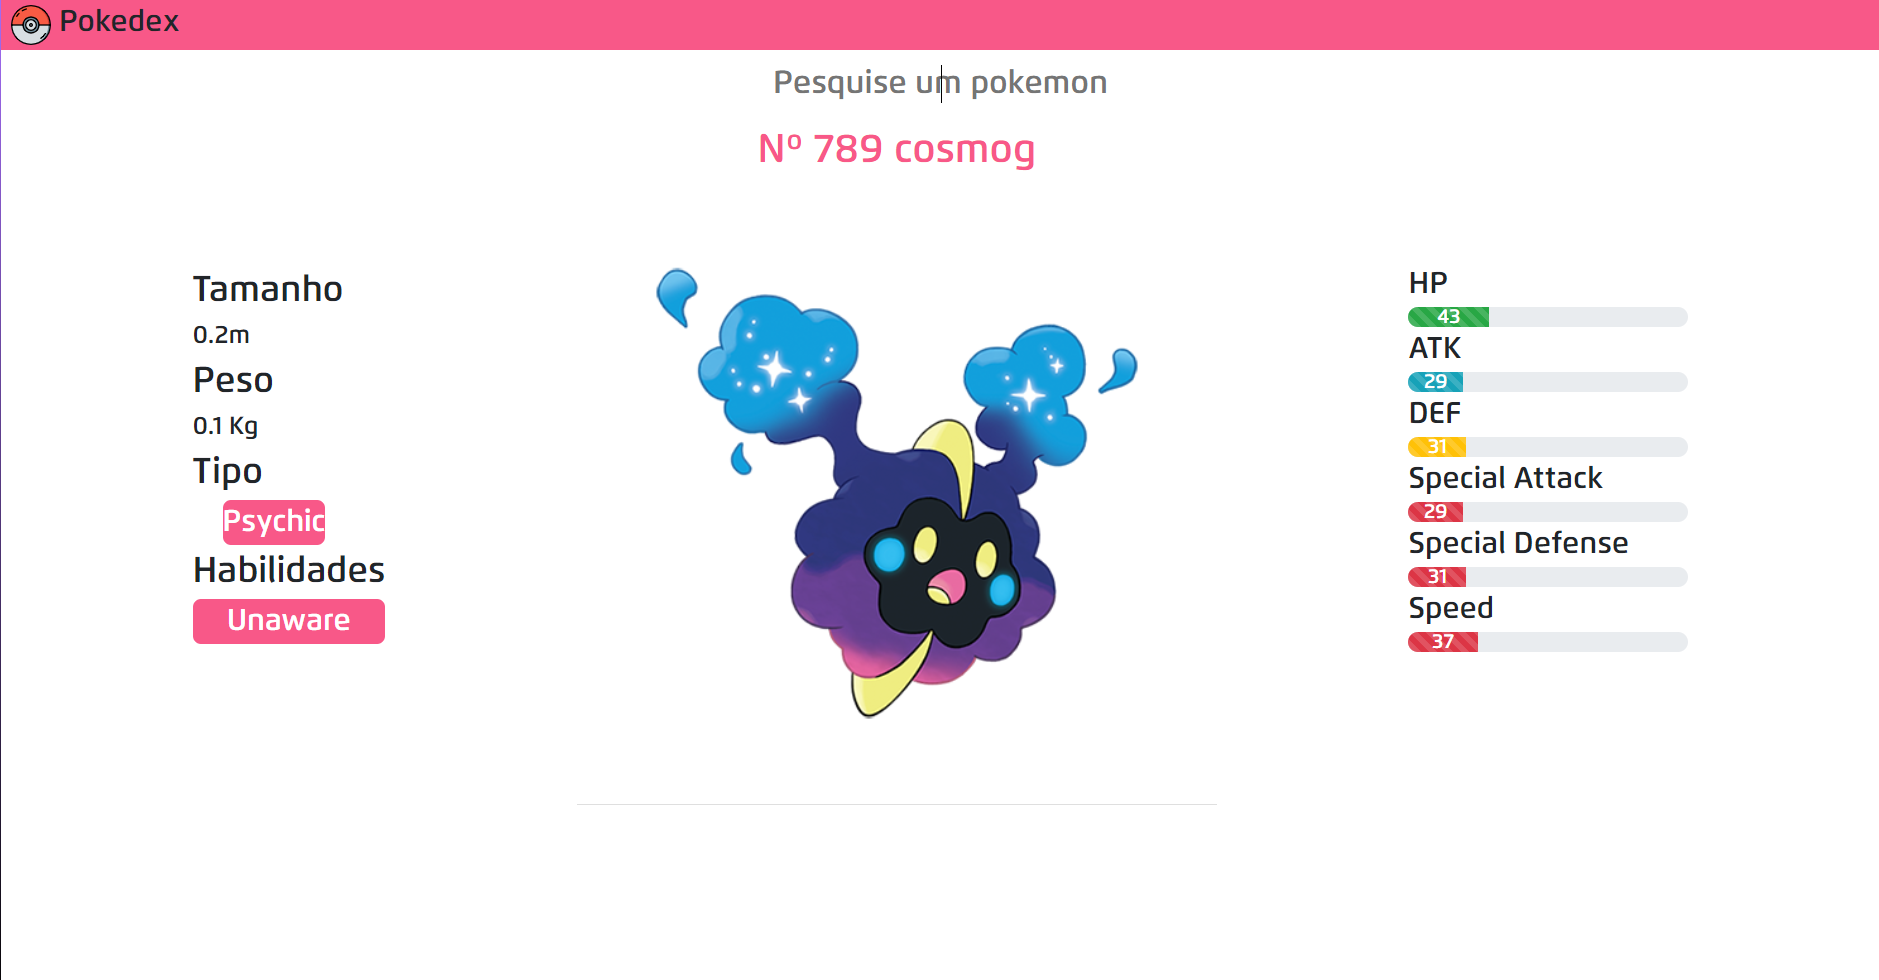 Pokedex
Pesquise um pokemon
Nº 789 cosmog
Tamanho
0.2m
Peso
0.1 Kg
Tipo
Psychic
Habilidades
Unaware
HP
43
ATK
29
DEF
31
Special Attack
29
Special Defense
31
Speed
37